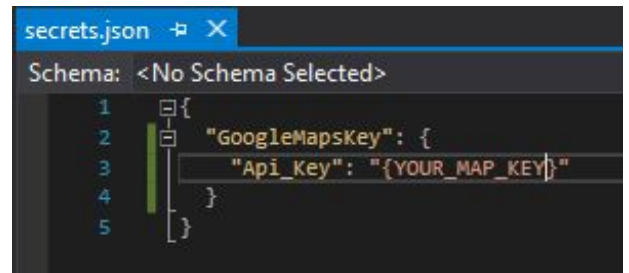 secrets.json
Schema: <No Schema Selected>
1 {
2 "GoogleMapsKey": {
3 "Api_Key": "{YOUR_MAP_KEY}"
4 }
5 }